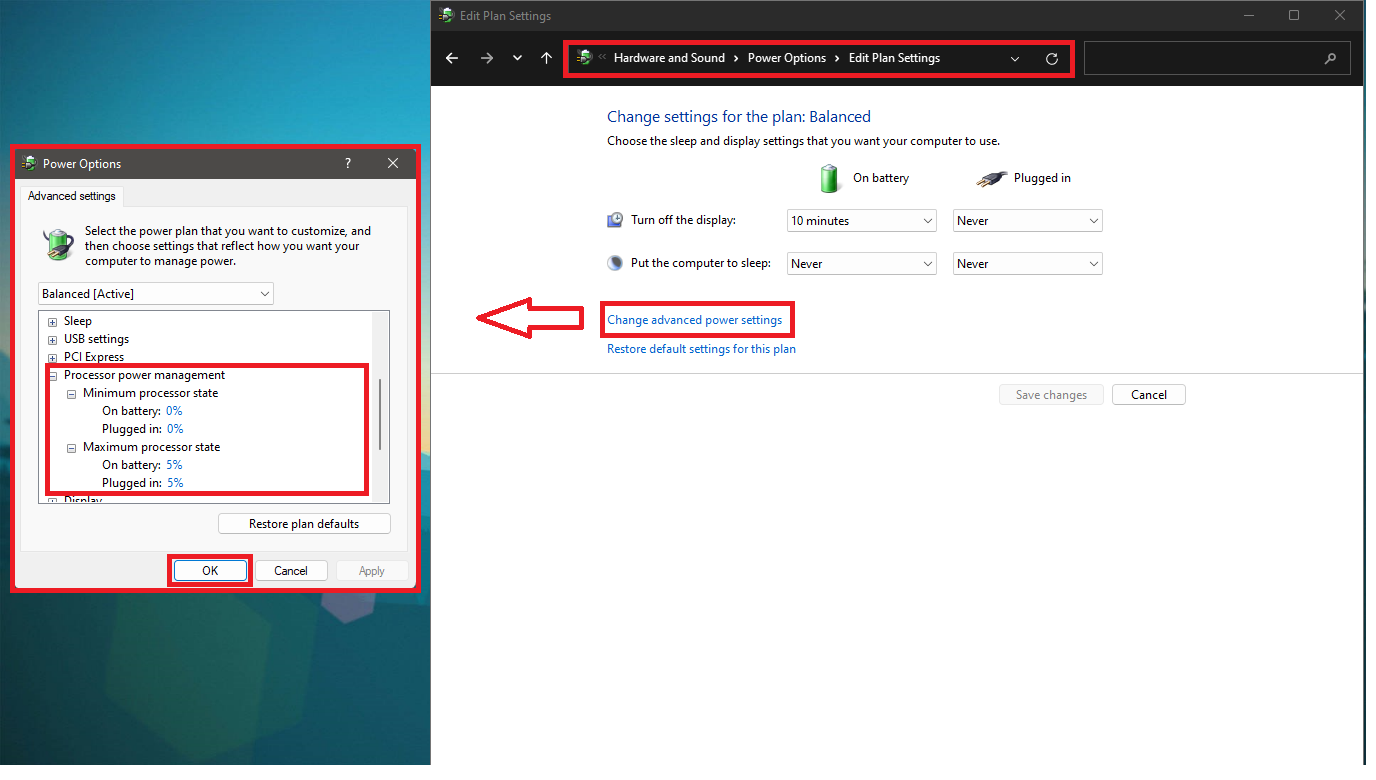 Power Options
?
Advanced settings
Select the power plan that you want to customize, and
then choose settings that reflect how you want your
computer to manage power.
Balanced [Active]
Sleep
USB settings
PCI Express
Processor power management
Minimum processor state
On battery: 0%
Plugged in: 0%
Maximum processor state
On battery: 5%
Plugged in: 5%
Display
Restore plan defaults
OK Cancel Apply
Edit Plan Settings
« Hardware and Sound › Power Options › Edit Plan Settings
Change settings for the plan: Balanced
Choose the sleep and display settings that you want your computer to use.
On battery Plugged in
Turn off the display: 10 minutes Never
Put the computer to sleep: Never Never
Change advanced power settings
Restore default settings for this plan
Save changes Cancel